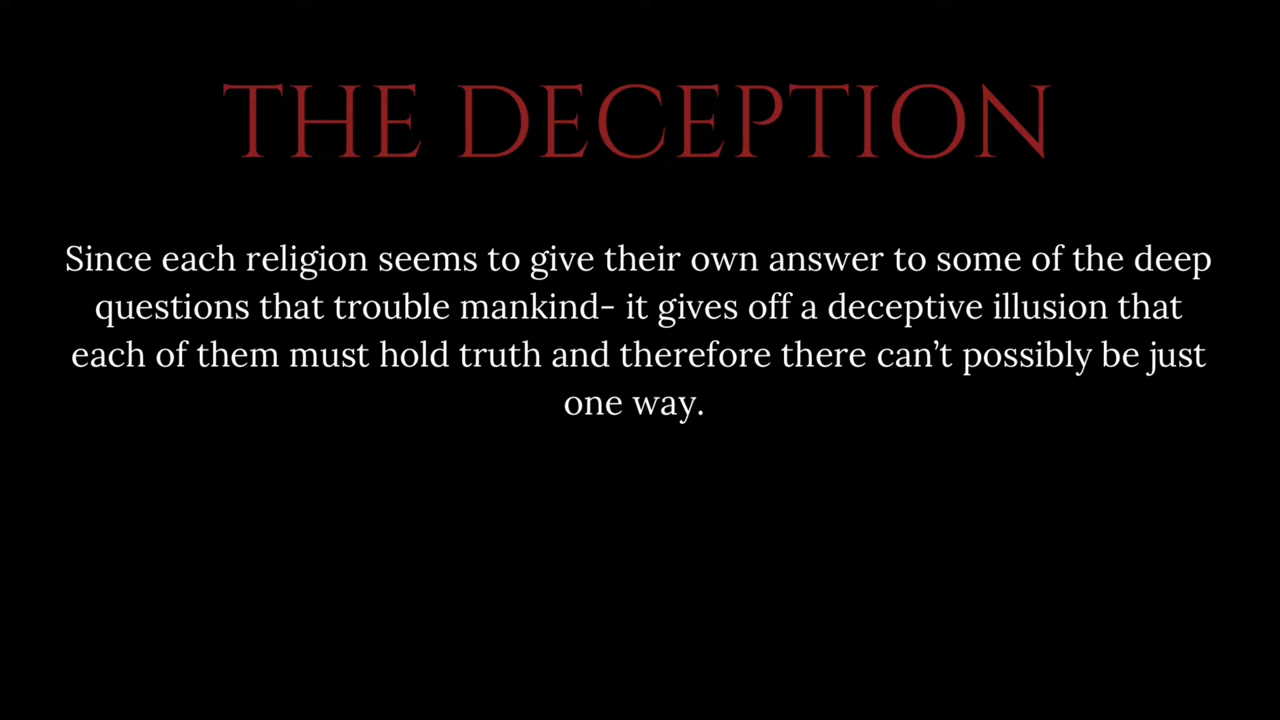 THE DECEPTION
Since each religion seems to give their own answer to some of the deep
questions that trouble mankind- it gives off a deceptive illusion that
each of them must hold truth and therefore there can’t possibly be just
one way.